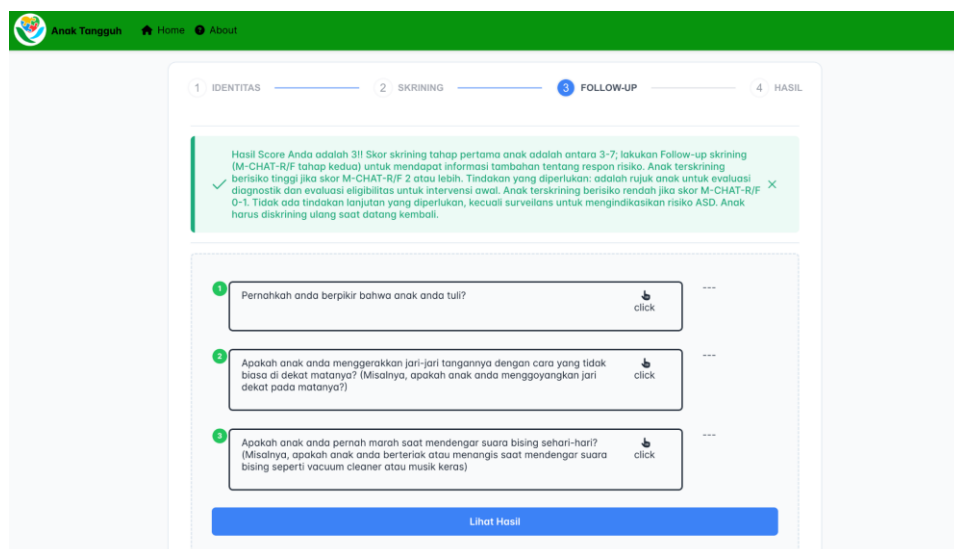 Anak Tangguh Home About
1 IDENTITAS 2 SKRINING 3 FOLLOW-UP 4 HASIL
Hasil Score Anda adalah 3!! Skor skrining tahap pertama anak adalah antara 3-7; lakukan Follow-up skrining
(M-CHAT-R/F tahap kedua) untuk mendapat informasi tambahan tentang respon risiko. Anak terskrining
berisiko tinggi jika skor M-CHAT-R/F 2 atau lebih. Tindakan yang diperlukan: adalah rujuk anak untuk evaluasi
diagnostik dan evaluasi eligibilitas untuk intervensi awal. Anak terskrining berisiko rendah jika skor M-CHAT-R/F
0-1. Tidak ada tindakan lanjutan yang diperlukan, kecuali surveilans untuk mengindikasikan risiko ASD. Anak
harus diskrining ulang saat datang kembali.
1
Pernahkah anda berpikir bahwa anak anda tuli?
click
---
2
Apakah anak anda menggerakkan jari-jari tangannya dengan cara yang tidak
biasa di dekat matanya? (Misalnya, apakah anak anda menggoyangkan jari
dekat pada matanya?)
click
---
3
Apakah anak anda pernah marah saat mendengar suara bising sehari-hari?
(Misalnya, apakah anak anda berteriak atau menangis saat mendengar suara
bising seperti vacuum cleaner atau musik keras)
click
---
Lihat Hasil